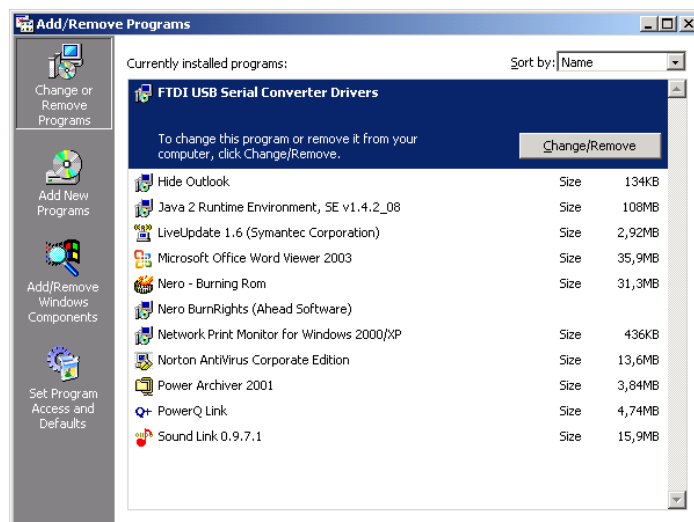 Add/Remove Programs
Change or
Remove
Programs
Add New
Programs
Add/Remove
Windows
Components
Set Program
Access and
Defaults
Currently installed programs:
Sort by: Name
FTDI USB Serial Converter Drivers
To change this program or remove it from your
computer, click Change/Remove.
Change/Remove
Hide Outlook Size 134KB
Java 2 Runtime Environment, SE v1.4.2_08 Size 108MB
LiveUpdate 1.6 (Symantec Corporation) Size 2,92MB
Microsoft Office Word Viewer 2003 Size 35,9MB
Nero - Burning Rom Size 31,3MB
Nero BurnRights (Ahead Software)
Network Print Monitor for Windows 2000/XP Size 436KB
Norton AntiVirus Corporate Edition Size 13,6MB
Power Archiver 2001 Size 3,84MB
PowerQ Link Size 4,74MB
Sound Link 0.9.7.1 Size 15,9MB